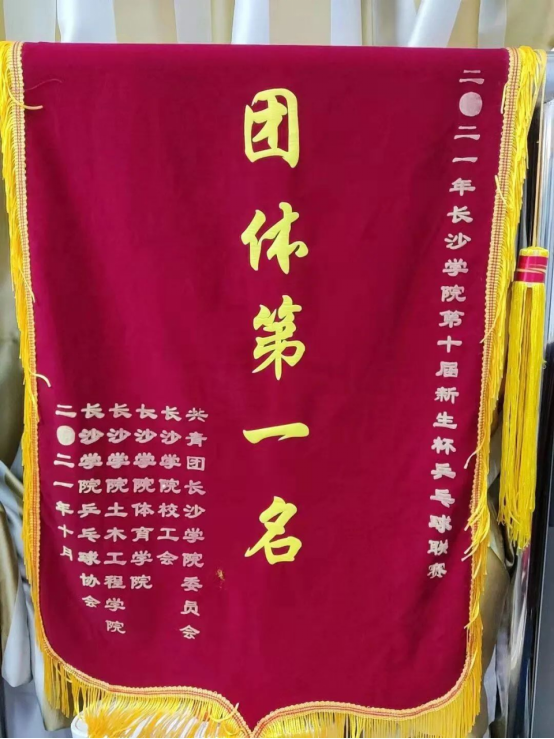 二〇二一年长沙学院第十届新生杯乒乓球联赛
团体第一名
共青团长沙学院委员会
长沙学院校工会
长沙学院体育学院
长沙学院土木工程学院
长沙学院乒乓球协会
二〇二一年十月